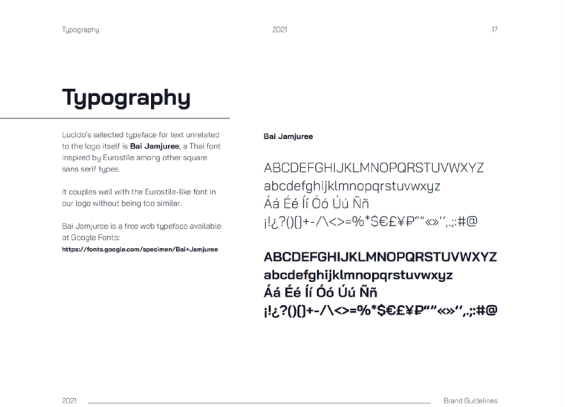 Typography
2021
17
Typography
Lucido's selected typeface for text unrelated
to the logo itself is Bai Jamjuree, a Thai font
inspired by Eurostile among other square
sans serif types.
It couples well with the Eurostile-like font in
our logo without being too similar.
Bai Jamjuree is a free web typeface available
at Google Fonts:
https://fonts.google.com/specimen/Bai+Jamjuree
Bai Jamjuree
ABCDEFGHIJKLMNOPQRSTUVWXYZ
abcdefghijklmnopqrstuvwxyz
Áá Éé Íí Óó Úú Ññ
¡!¿?()[]+-/\<>=%*$€£¥₽“”«»‘’,.;:#@
ABCDEFGHIJKLMNOPQRSTUVWXYZ
abcdefghijklmnopqrstuvwxyz
Áá Éé Íí Óó Úú Ññ
¡!¿?()[]+-/\<>=%*$€£¥₽“”«»‘’,.;:#@
2021
Brand Guidelines